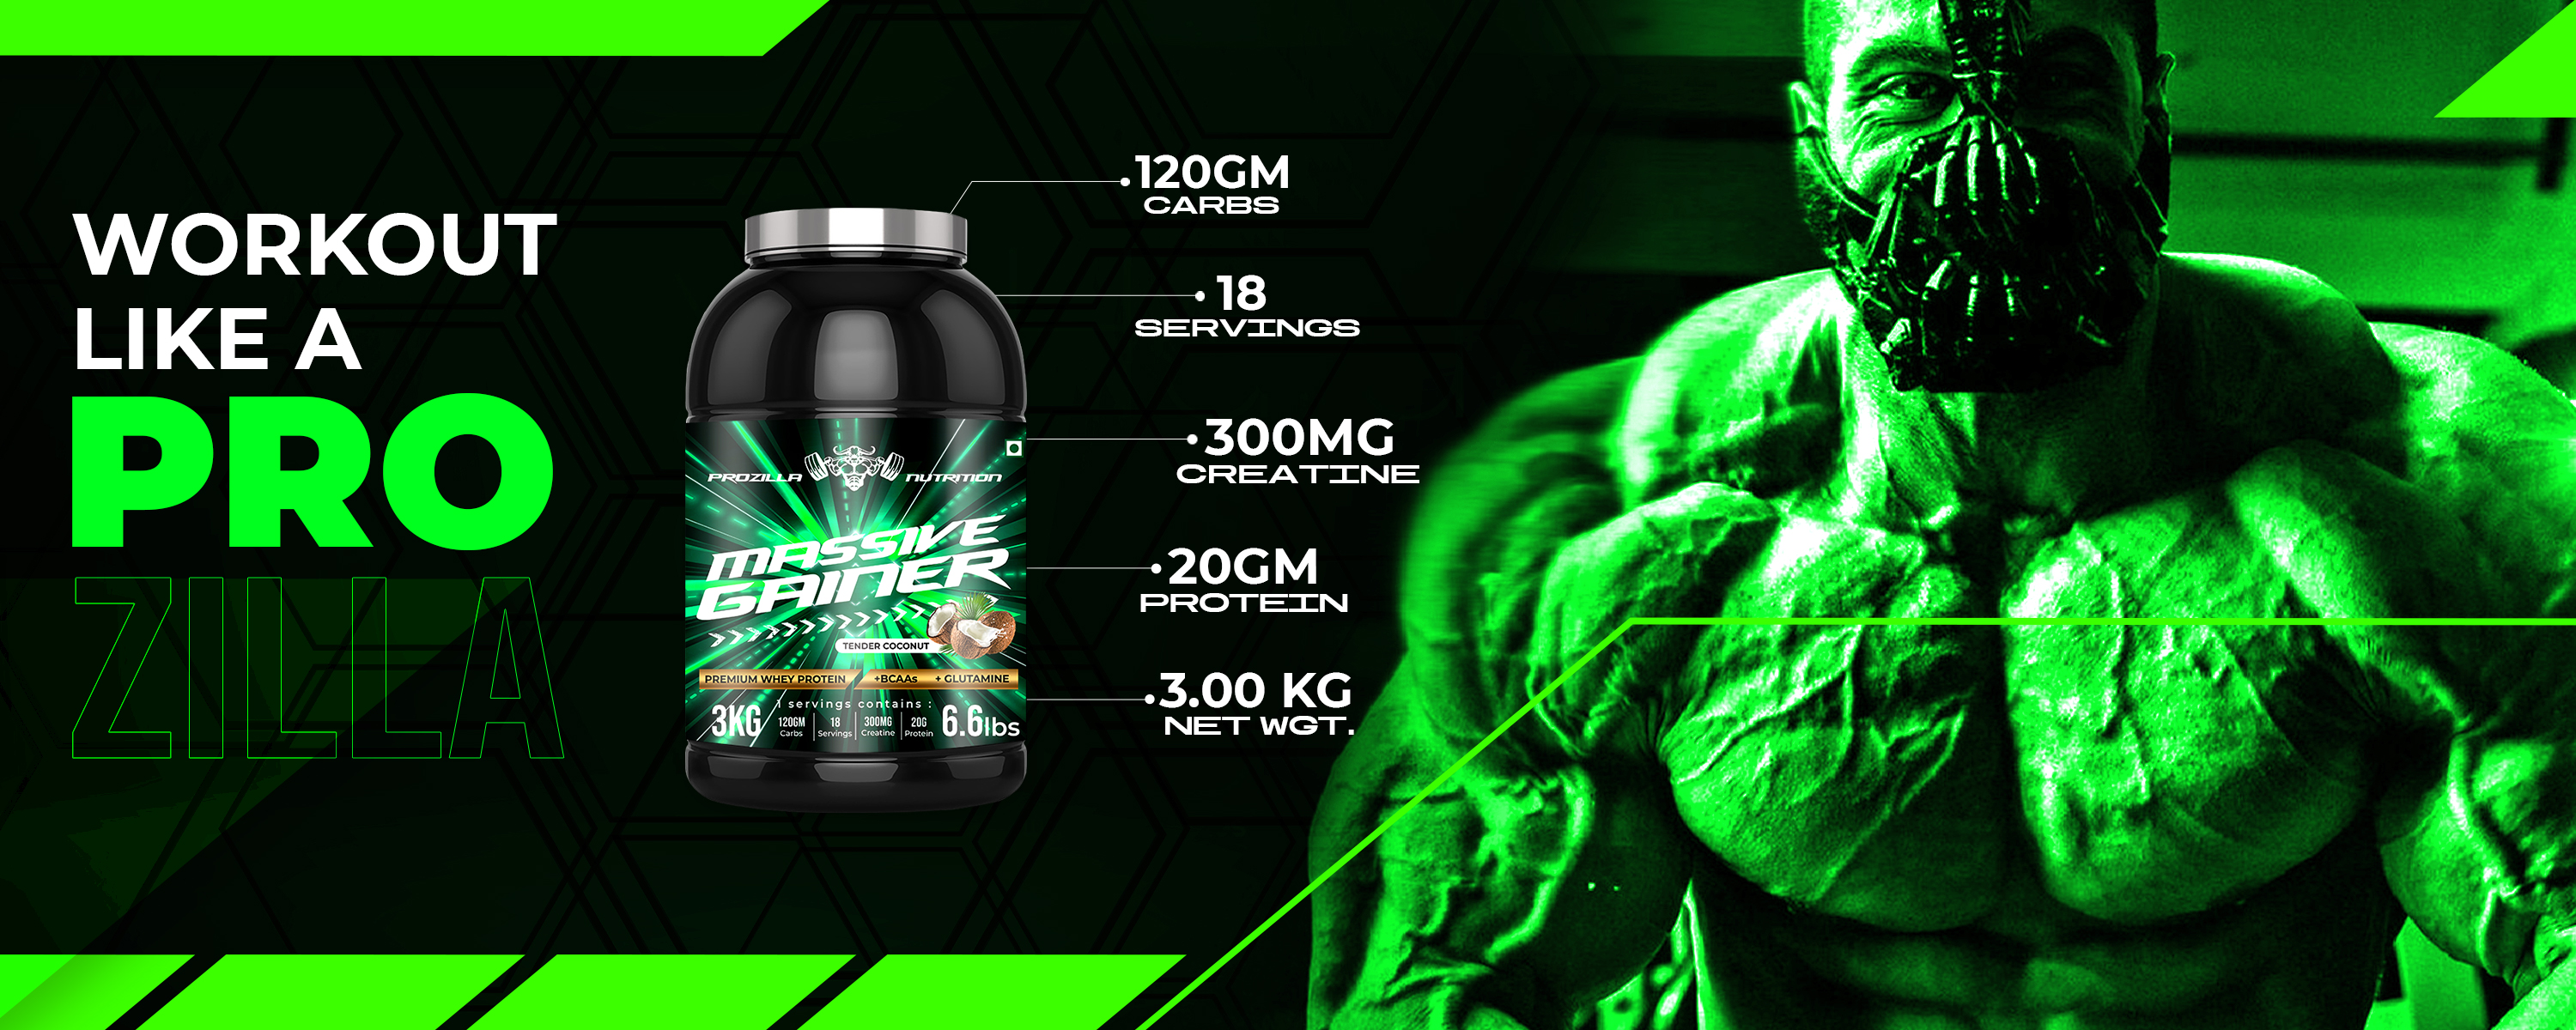 WORKOUT
LIKE A
PRO
ZILLA
120GM
CARBS
18
SERVINGS
300MG
CREATINE
20GM
PROTEIN
3.00 KG
NET WGT.
PROZILLA NUTRITION
MASSIVE
GAINER
TENDER COCONUT
PREMIUM WHEY PROTEIN +BCAAs + GLUTAMINE
1 servings contains :
3KG 120GM Carbs 18 Servings 300MG Creatine 20G Protein 6.6lbs